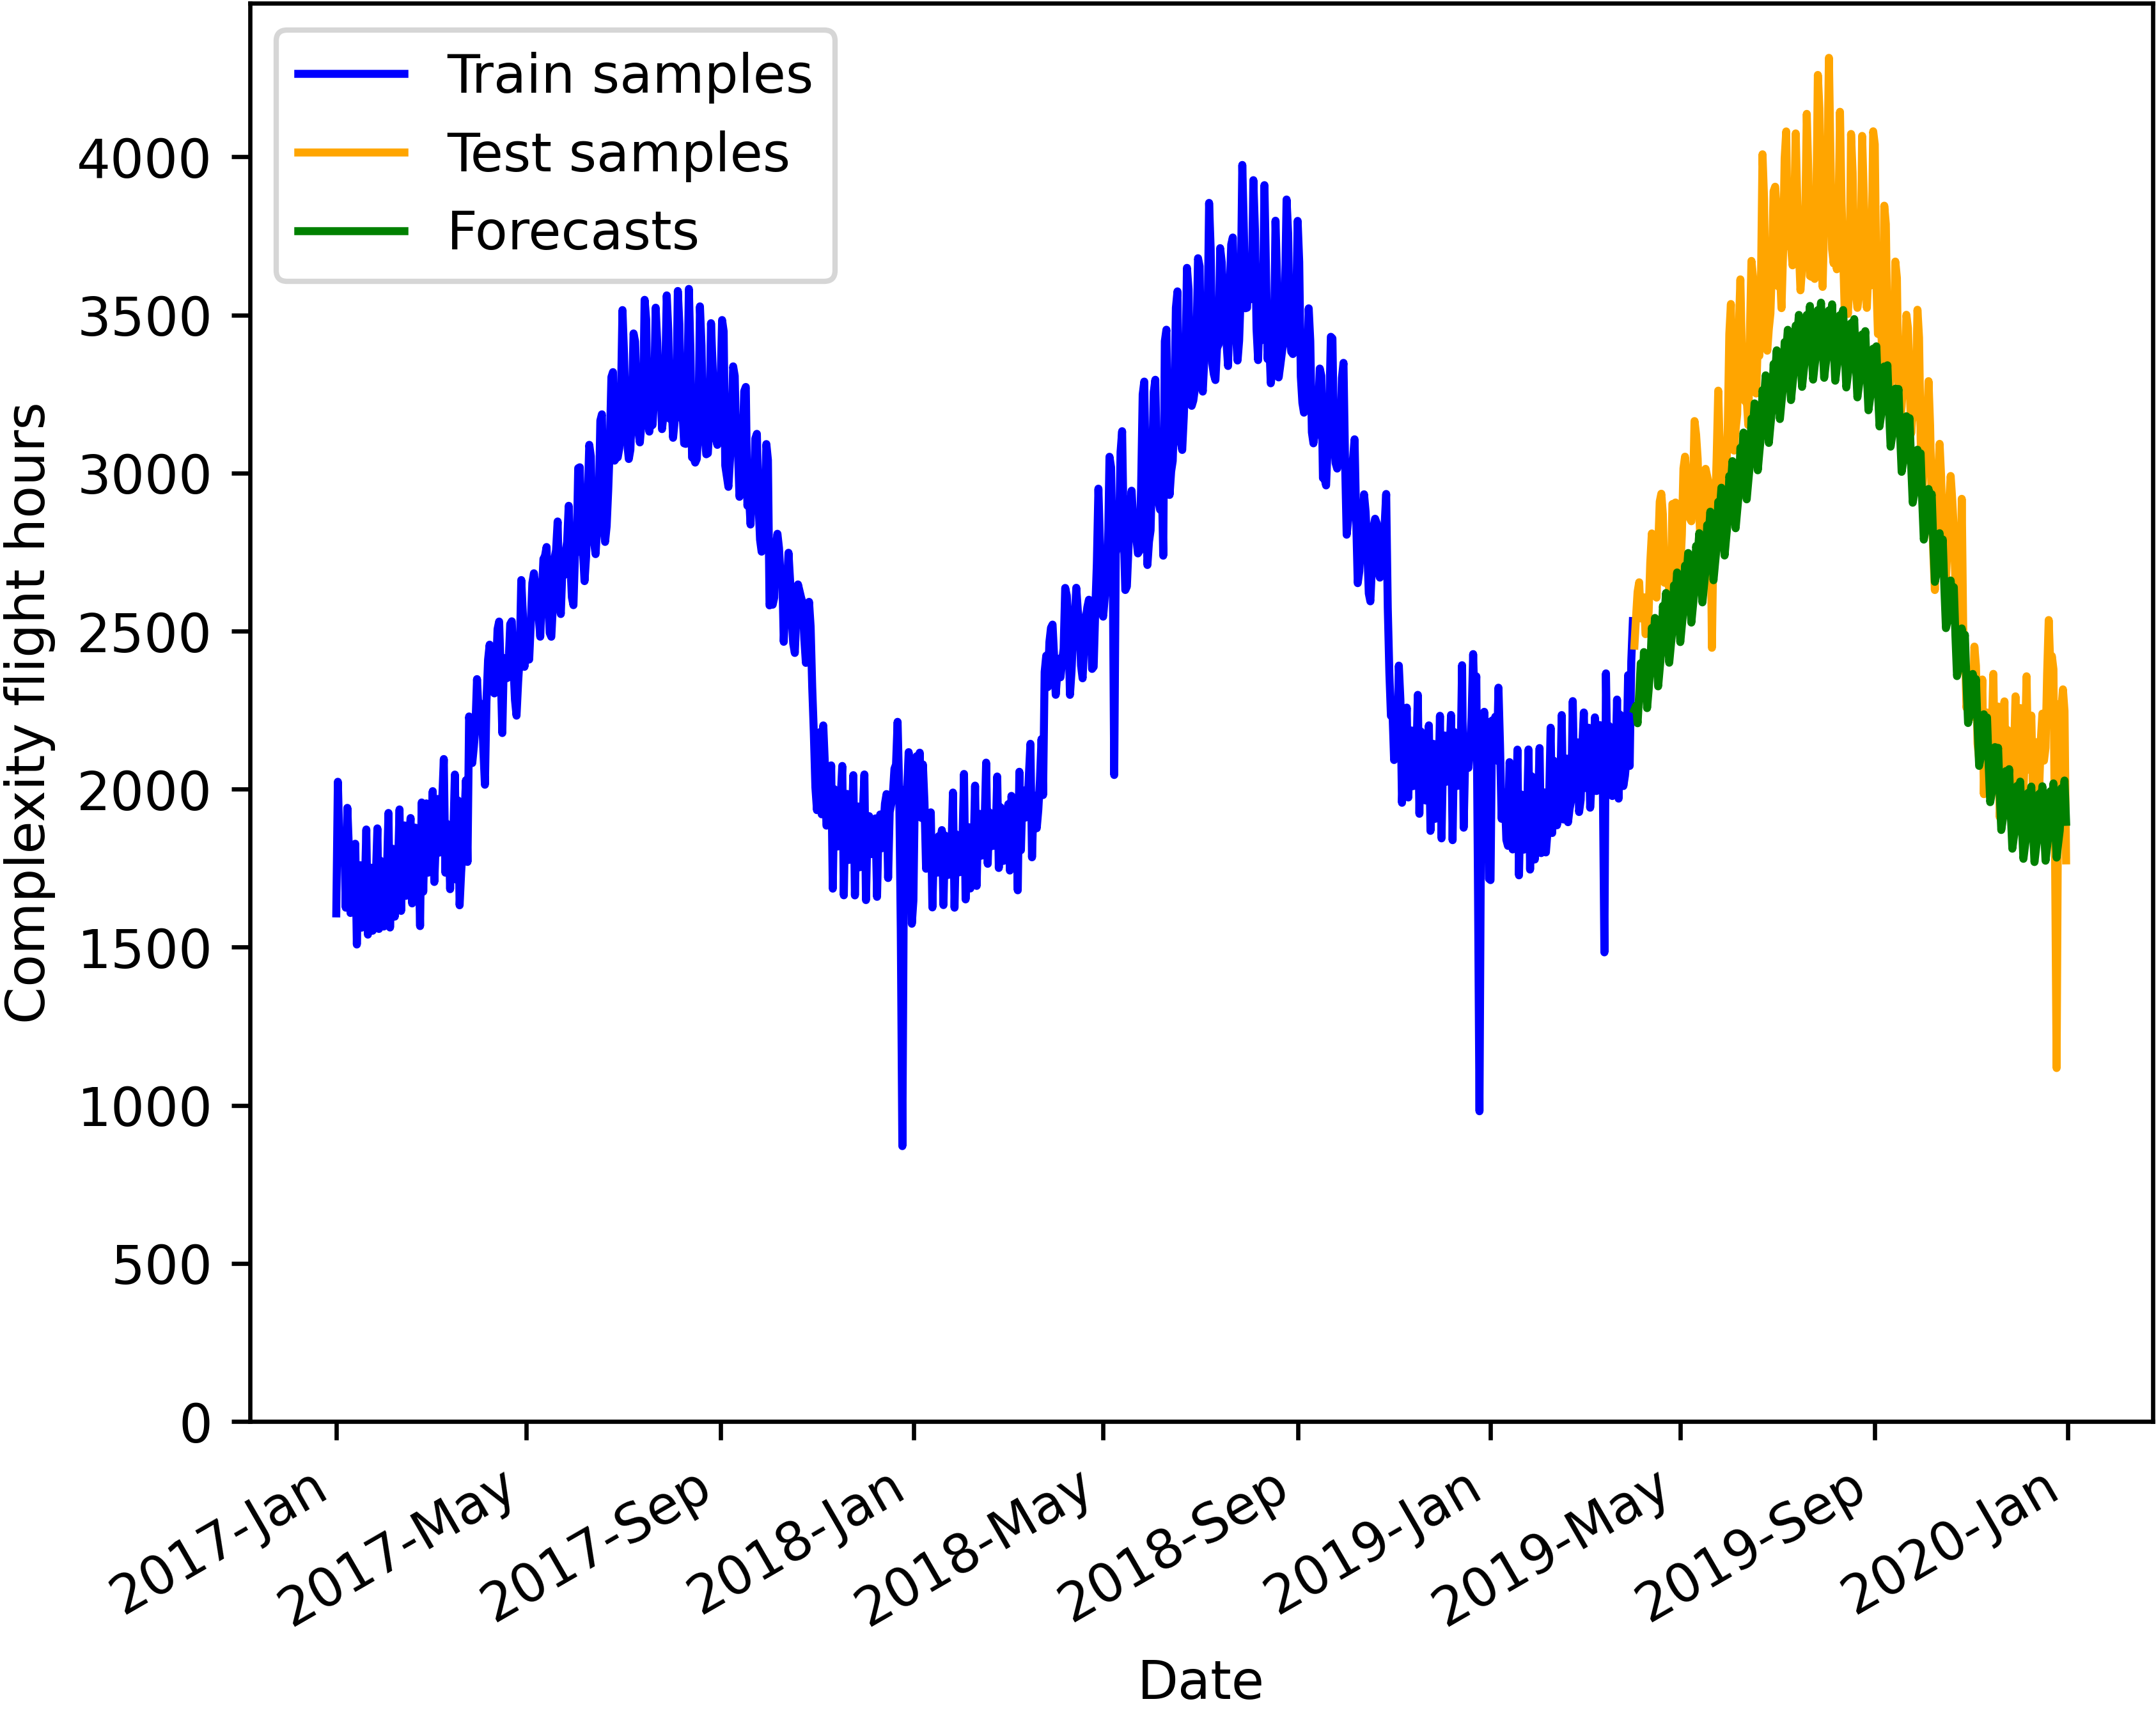 Train samples
Test samples
Forecasts
Complexity flight hours
4000
3500
3000
2500
2000
1500
1000
500
0
2017-Jan
2017-May
2017-Sep
2018-Jan
2018-May
2018-Sep
2019-Jan
2019-May
2019-Sep
2020-Jan
Date